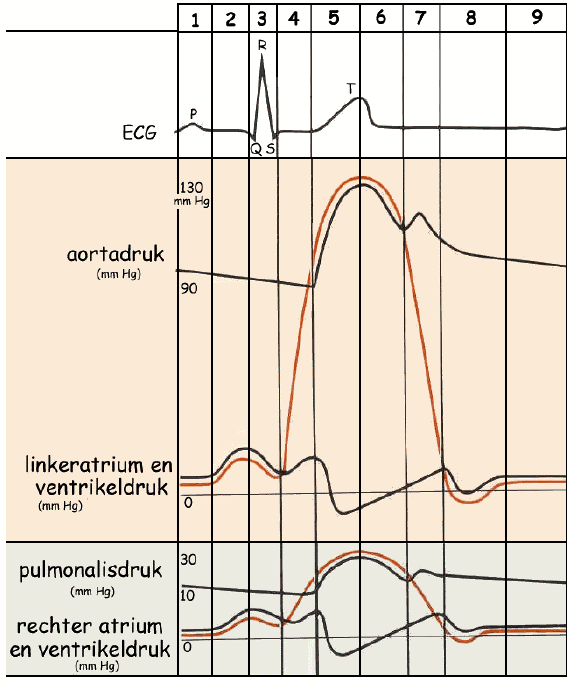 1 2 3 4 5 6 7 8 9
R
P
T
ECG
Q S
130
mm Hg
aortadruk
(mm Hg)
90
linkeratrium en
ventrikeldruk
(mm Hg)
0
30
pulmonalisdruk
(mm Hg)
10
rechter atrium
en ventrikeldruk
0
(mm Hg)